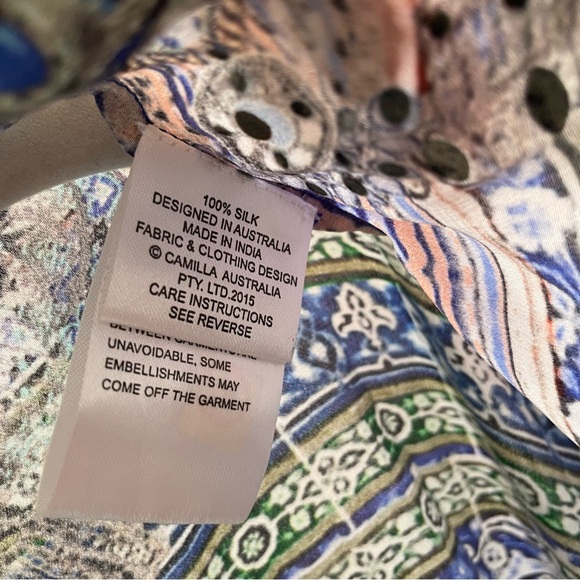 100% SILK
DESIGNED IN AUSTRALIA
MADE IN INDIA
FABRIC & CLOTHING DESIGN
© CAMILLA AUSTRALIA
PTY. LTD.2015
CARE INSTRUCTIONS
SEE REVERSE
BETWEEN
UNAVOIDABLE, SOME
EMBELLISHMENTS MAY
COME OFF THE GARMENT